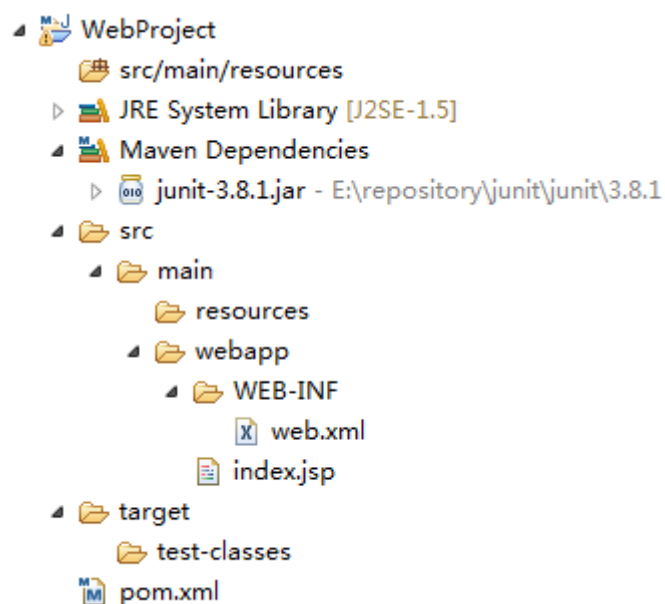 WebProject
src/main/resources
JRE System Library [J2SE-1.5]
Maven Dependencies
junit-3.8.1.jar - E:\repository\junit\junit\3.8.1
src
main
resources
webapp
WEB-INF
web.xml
index.jsp
target
test-classes
pom.xml